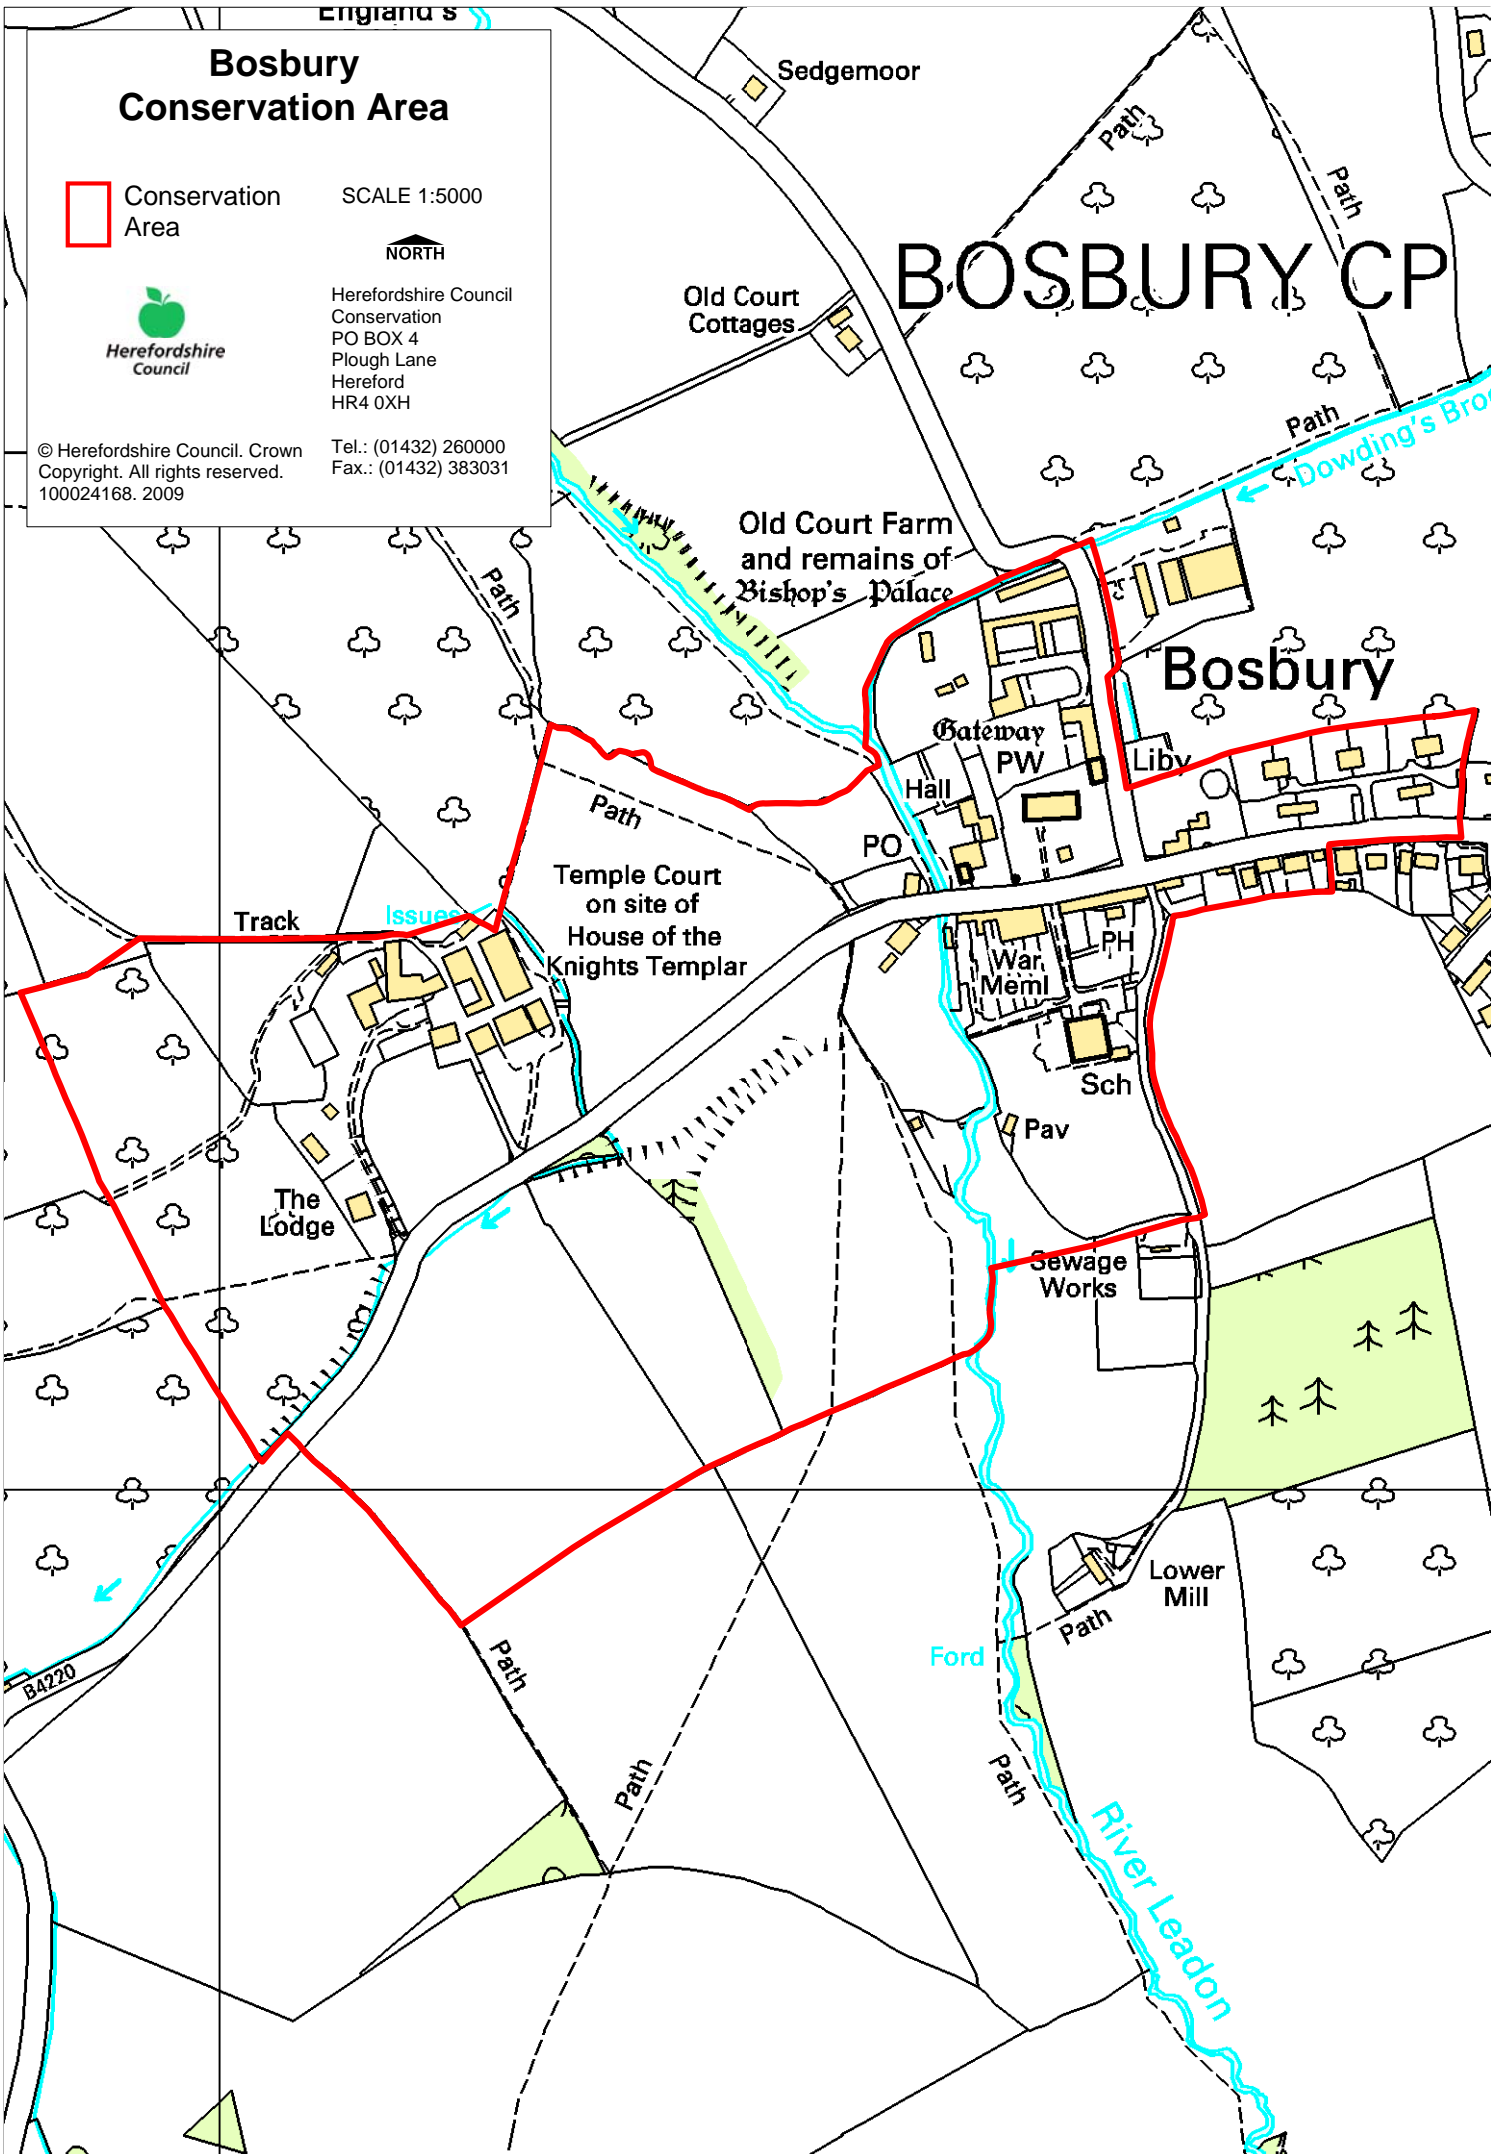 England's
Bosbury
Conservation Area
Conservation
Area
SCALE 1:5000
NORTH
Herefordshire
Council
Herefordshire Council
Conservation
PO BOX 4
Plough Lane
Hereford
HR4 0XH
Tel.: (01432) 260000
Fax.: (01432) 383031
© Herefordshire Council. Crown
Copyright. All rights reserved.
100024168. 2009
Sedgemoor
Path
Path
BOSBURY CP
Old Court
Cottages
Path
Dowding's Broo
Old Court Farm
and remains of
Bishop's Palace
Path
Bosbury
Gateway
PW
Liby
Hall
Path
PO
Temple Court
on site of
House of the
Knights Templar
Track
Issues
PH
War
Meml
Sch
Pav
The
Lodge
Sewage
Works
Lower
Mill
Path
Ford
Path
B4220
Path
Path
River Leadon